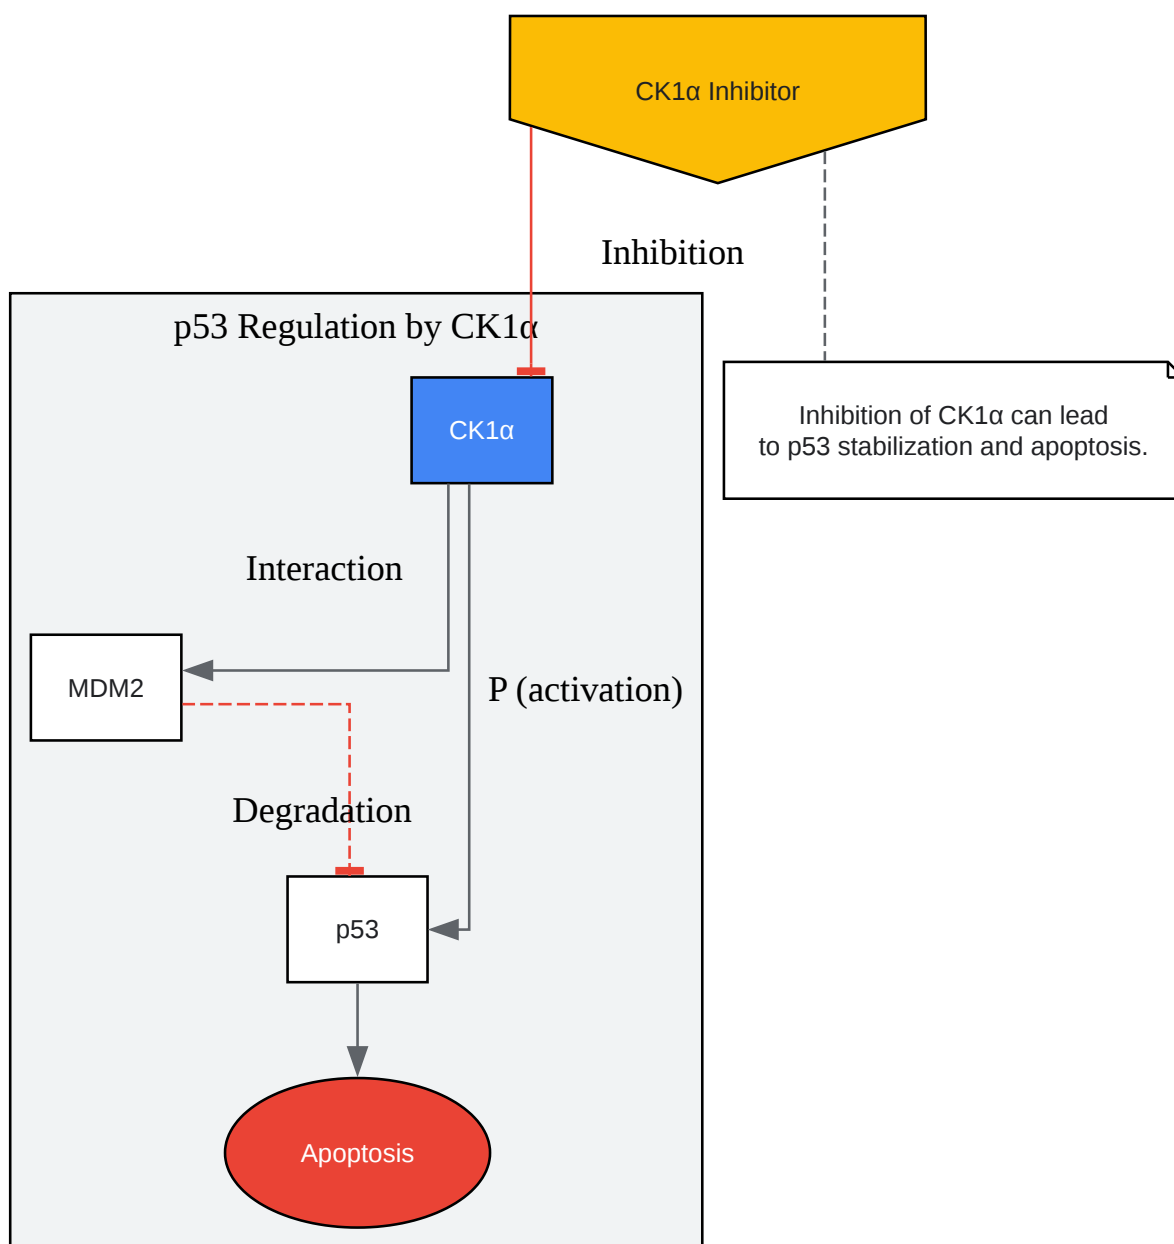 CK1α Inhibitor
Inhibition
p53 Regulation by CK1α
CK1α
Inhibition of CK1α can lead
to p53 stabilization and apoptosis.
Interaction
MDM2
P (activation)
Degradation
p53
Apoptosis